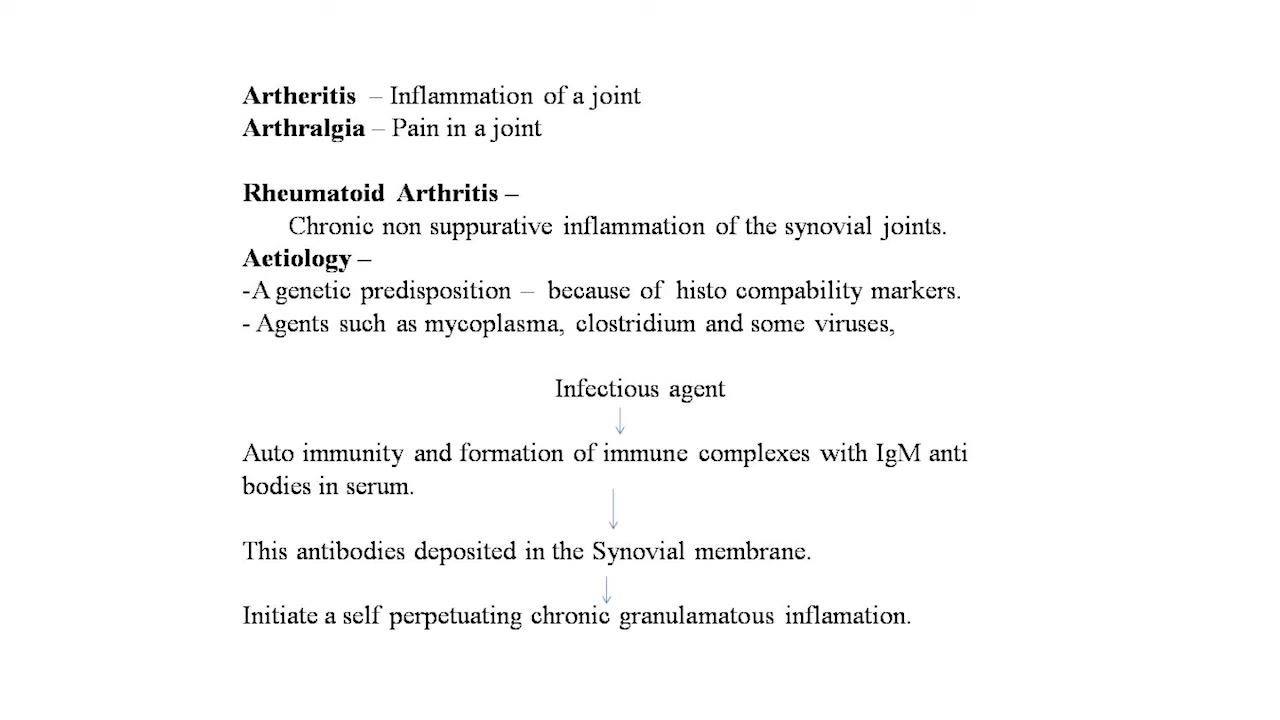 Artheritis – Inflammation of a joint
Arthralgia – Pain in a joint
Rheumatoid Arthritis –
Chronic non suppurative inflammation of the synovial joints.
Aetiology –
-A genetic predisposition – because of histo compability markers.
- Agents such as mycoplasma, clostridium and some viruses,
Infectious agent
Auto immunity and formation of immune complexes with IgM anti
bodies in serum.
This antibodies deposited in the Synovial membrane.
Initiate a self perpetuating chronic granulamatous inflamation.